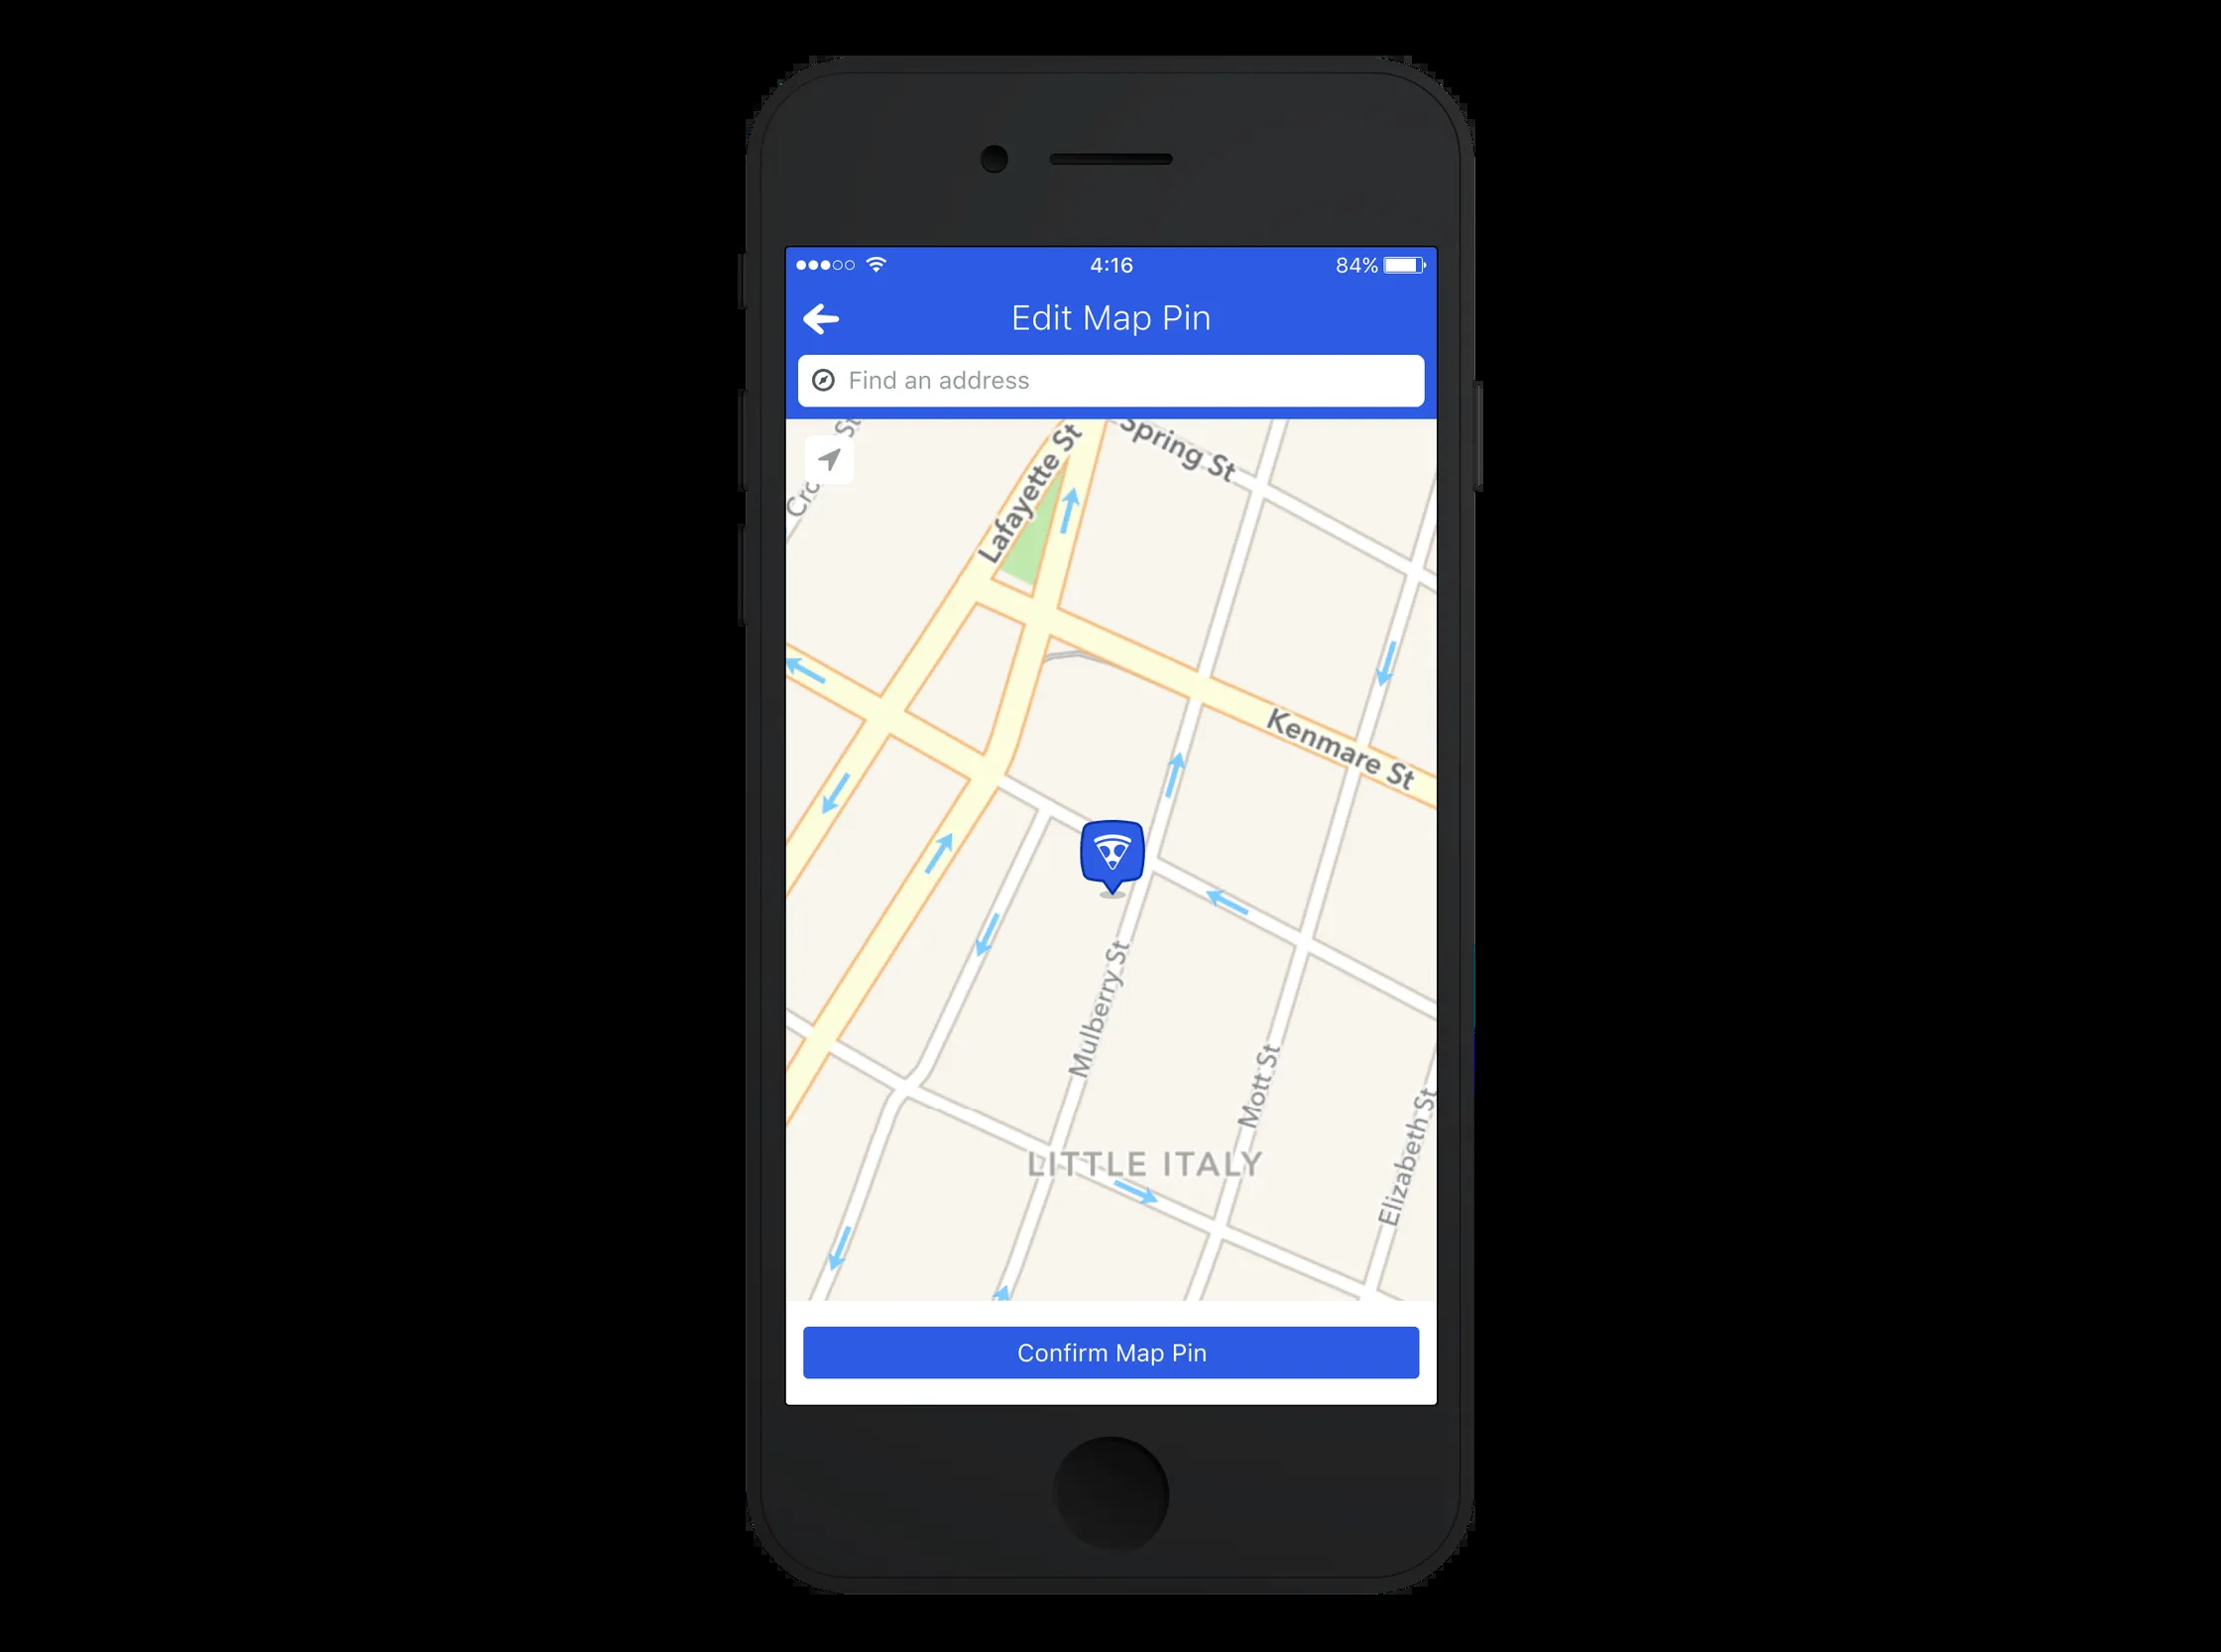 4:16
84%
Edit Map Pin
Find an address
St
Spring St
Lafayette St
Kenmare St
Mulberry St
Mott St
Elizabeth St
LITTLE ITALY
Confirm Map Pin